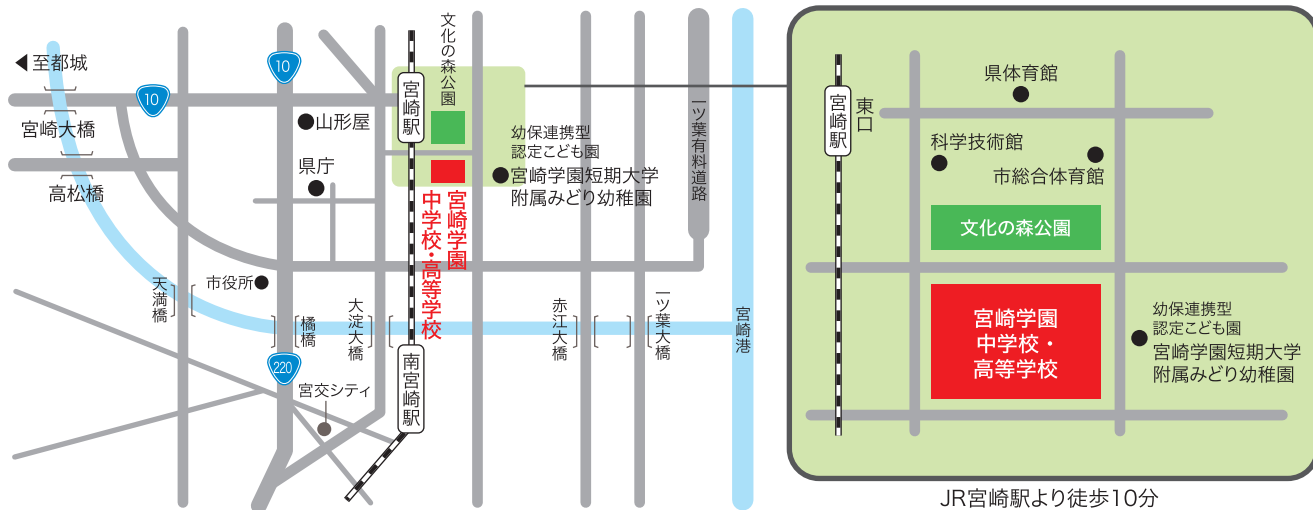 至都城
10
10
宮崎大橋
高松橋
山形屋
県庁
宮崎駅
文化の森公園
幼保連携型
認定こども園
宮崎学園短期大学
附属みどり幼稚園
宮崎学園
中学校・高等学校
一ツ葉有料道路
市役所
天満橋
橘橋
大淀大橋
赤江大橋
一ツ葉大橋
宮崎港
220
宮交シティ
南宮崎駅
宮崎駅
東口
県体育館
科学技術館
市総合体育館
文化の森公園
宮崎学園
中学校・
高等学校
幼保連携型
認定こども園
宮崎学園短期大学
附属みどり幼稚園
JR宮崎駅より徒歩10分